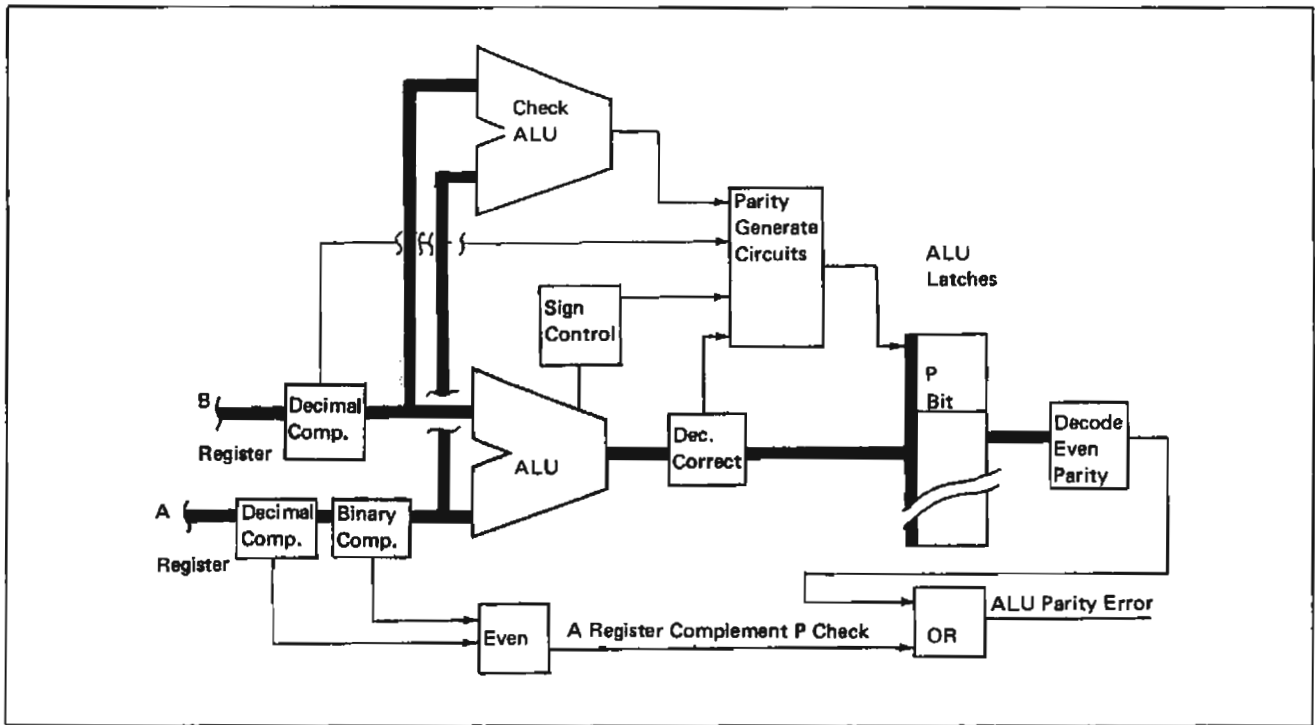 Check
ALU
Parity
Generate
Circuits
ALU
Latches
Sign
Control
P
Bit
B
Register
Decimal
Comp.
Dec.
Correct
Decode
Even
Parity
ALU
A
Register
Decimal
Comp.
Binary
Comp.
Even
A Register Complement P Check
OR
ALU Parity Error